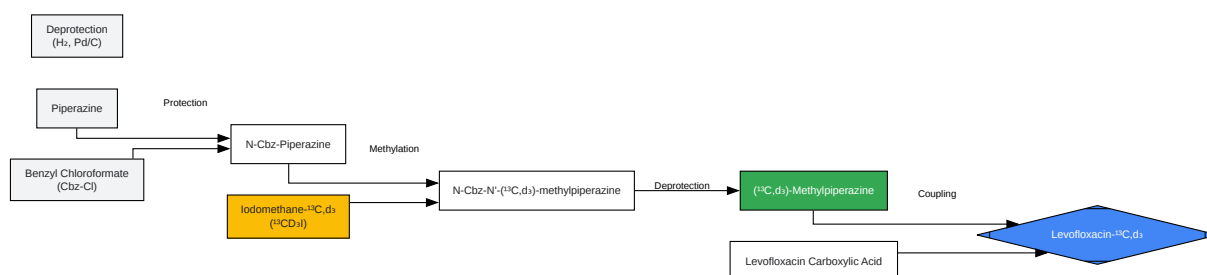 Deprotection
(H₂, Pd/C)
Piperazine
Protection
N-Cbz-Piperazine
Methylation
Benzyl Chloroformate
(Cbz-Cl)
N-Cbz-N'-(¹³C,d₃)-methylpiperazine
Deprotection
(¹³C,d₃)-Methylpiperazine
Coupling
Iodomethane-¹³C,d₃
(¹³CD₃I)
Levofloxacin-¹³C,d₃
Levofloxacin Carboxylic Acid